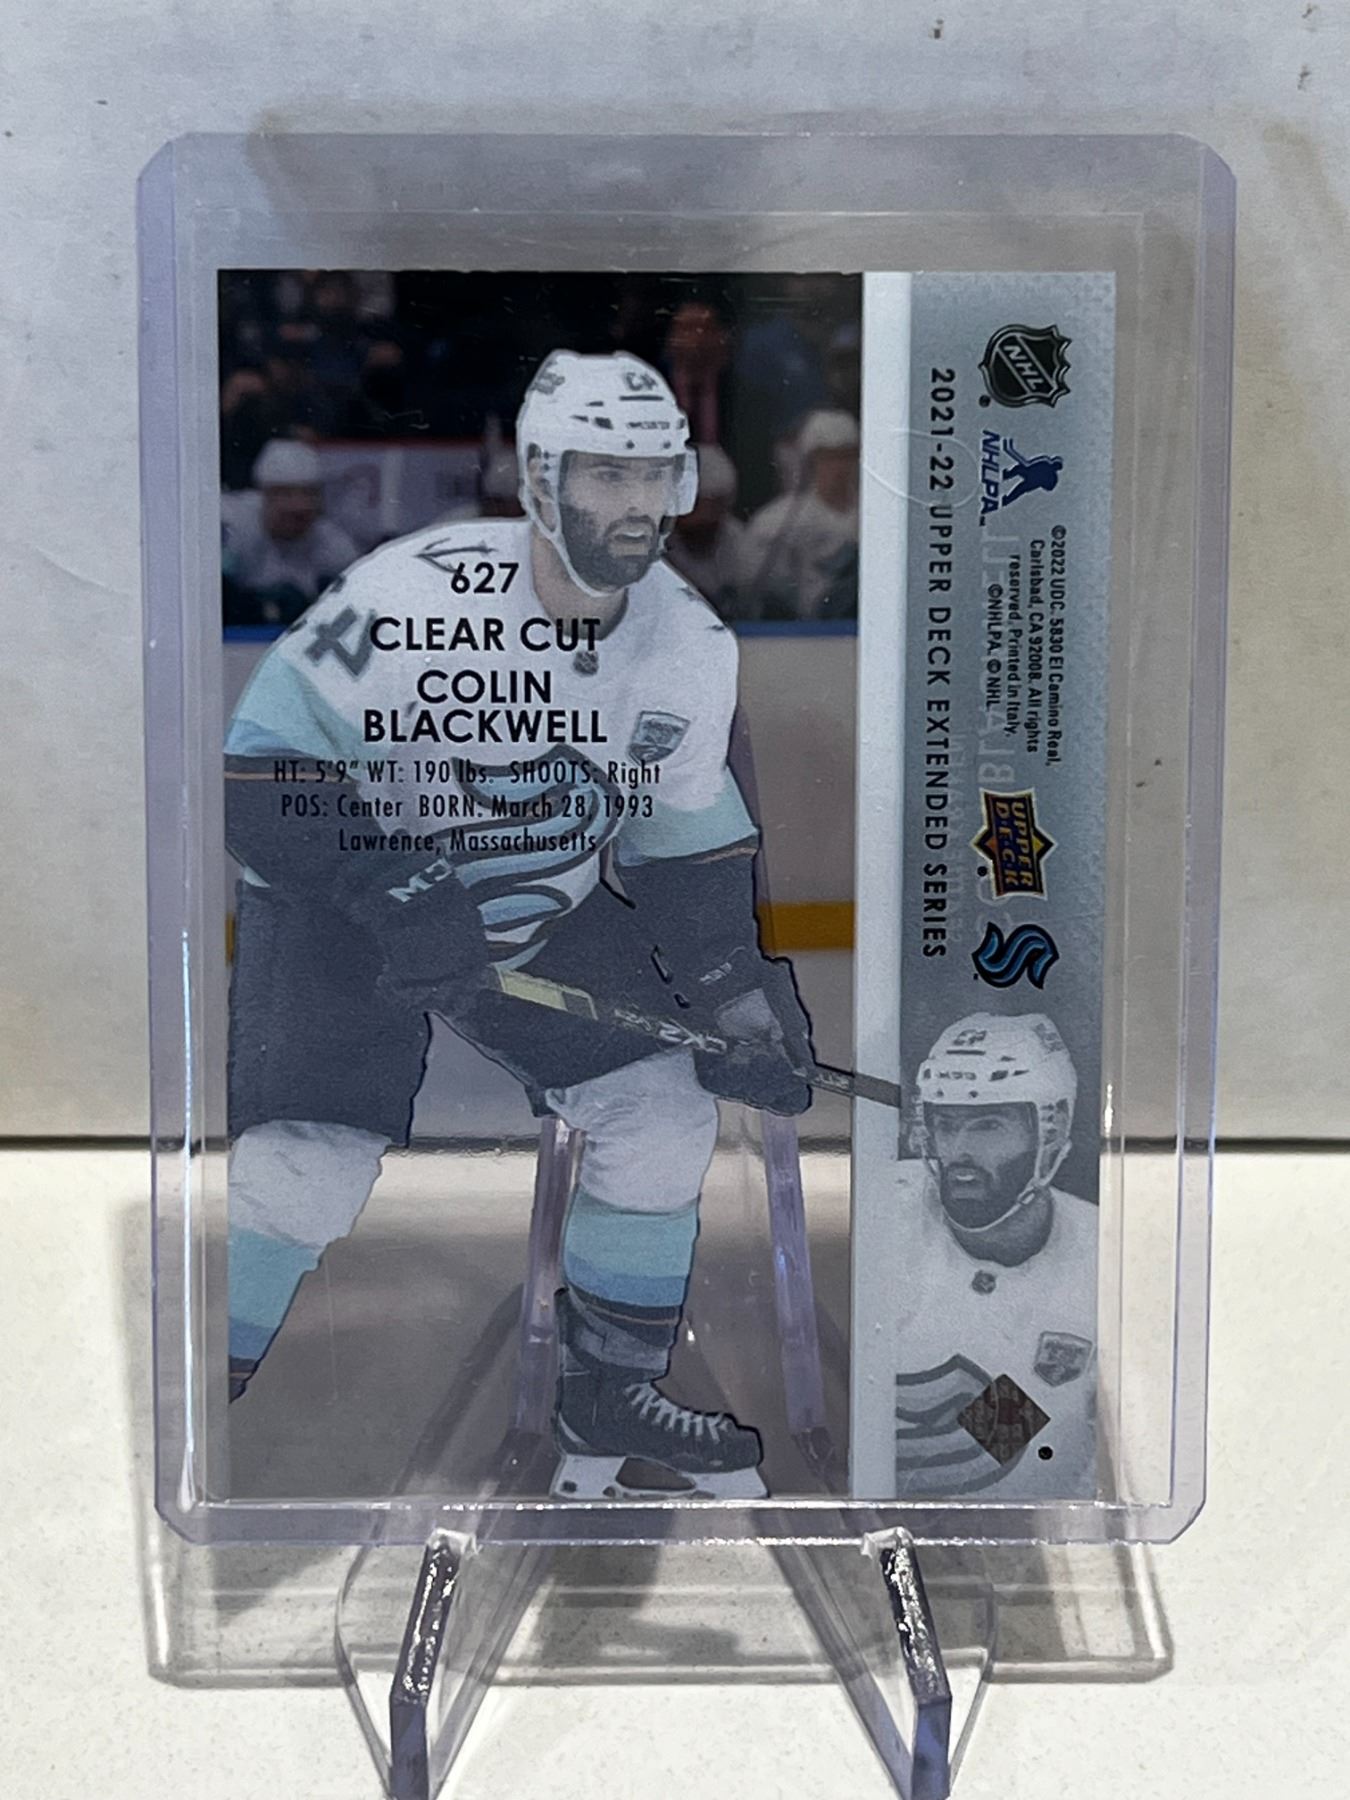 627
CLEAR CUT
COLIN
BLACKWELL
HT: 5'9" WT: 190 lbs. SHOOTS: Right
POS: Center BORN: March 28, 1993
Lawrence, Massachusetts
NHL
NHLPA
©2022 UDC. 5830 El Camino Real,
Carlsbad, CA 92008. All rights
reserved. Printed in Italy.
©NHLPA. ©NHL
UPPER
DECK
2021-22 UPPER DECK EXTENDED SERIES